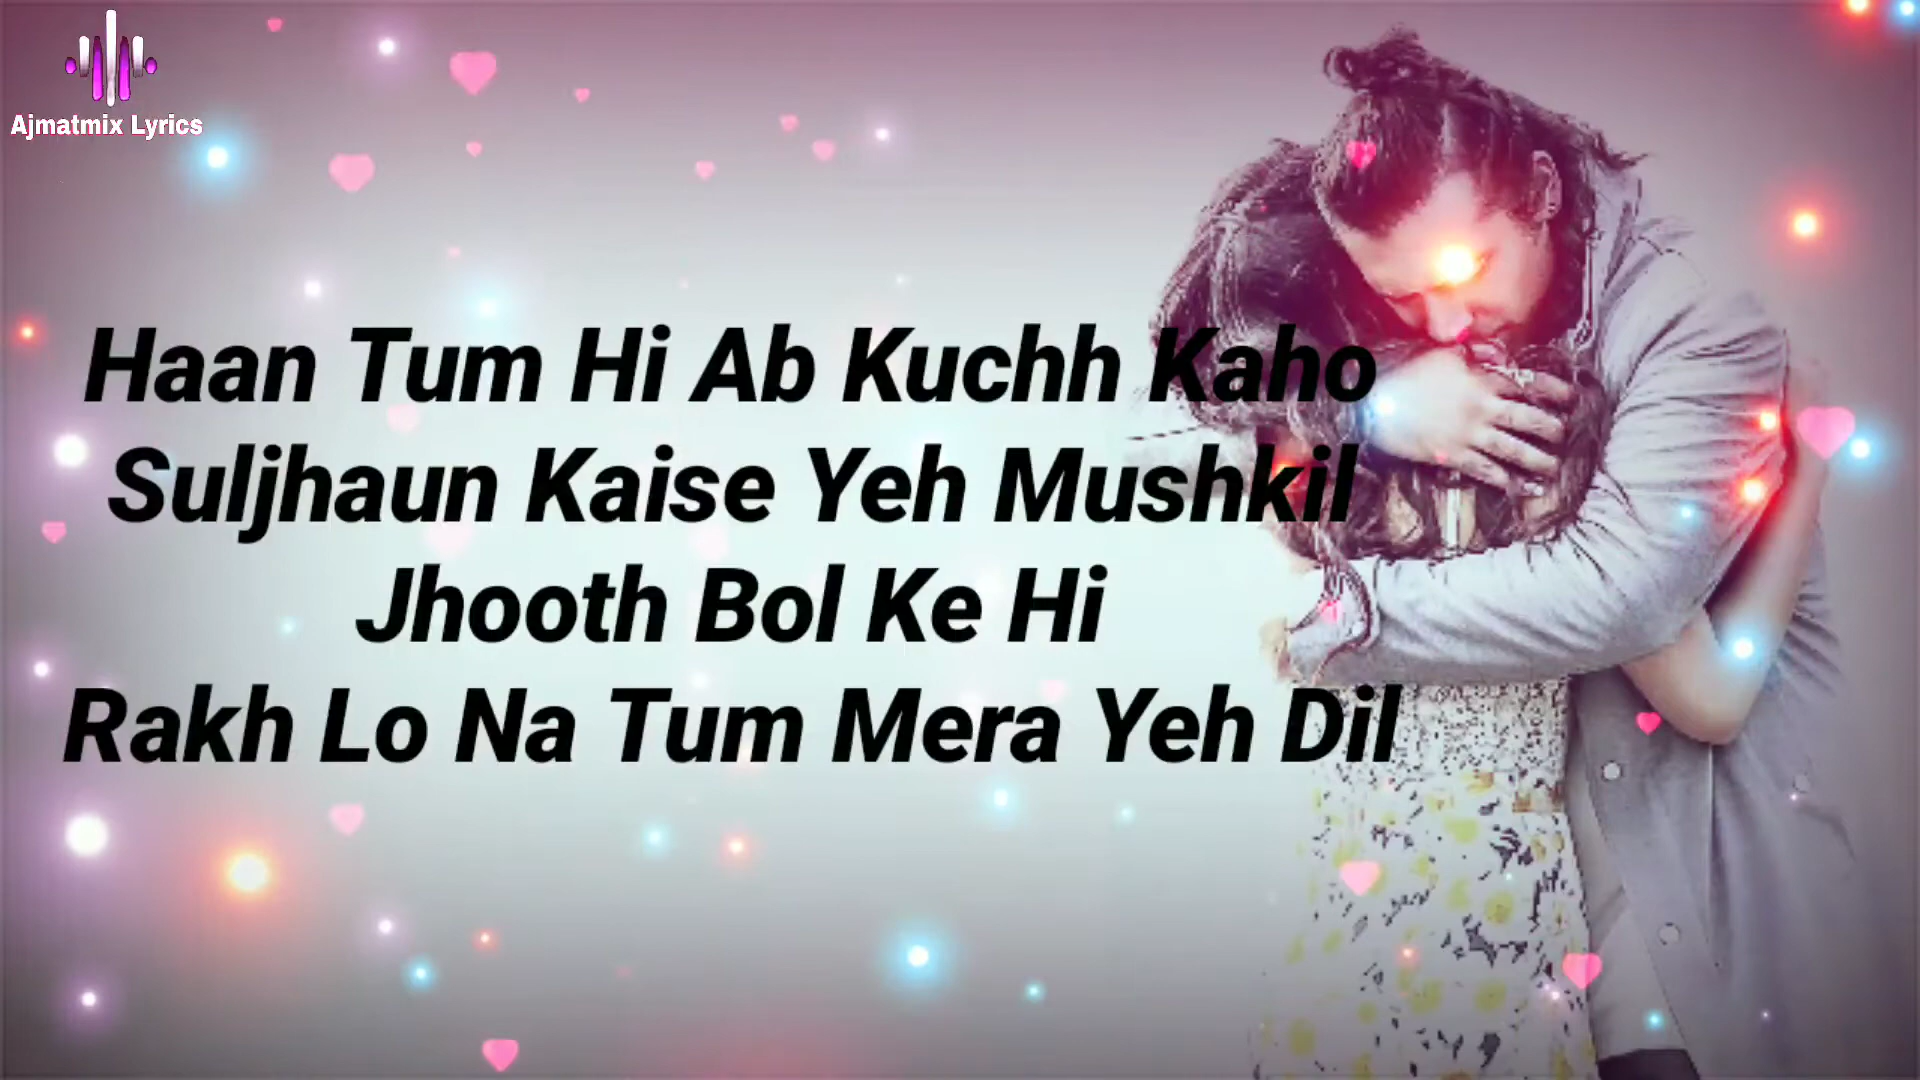 Ajmatmix Lyrics
Haan Tum Hi Ab Kuchh Kaho
Suljhaun Kaise Yeh Mushkil
Jhooth Bol Ke Hi
Rakh Lo Na Tum Mera Yeh Dil